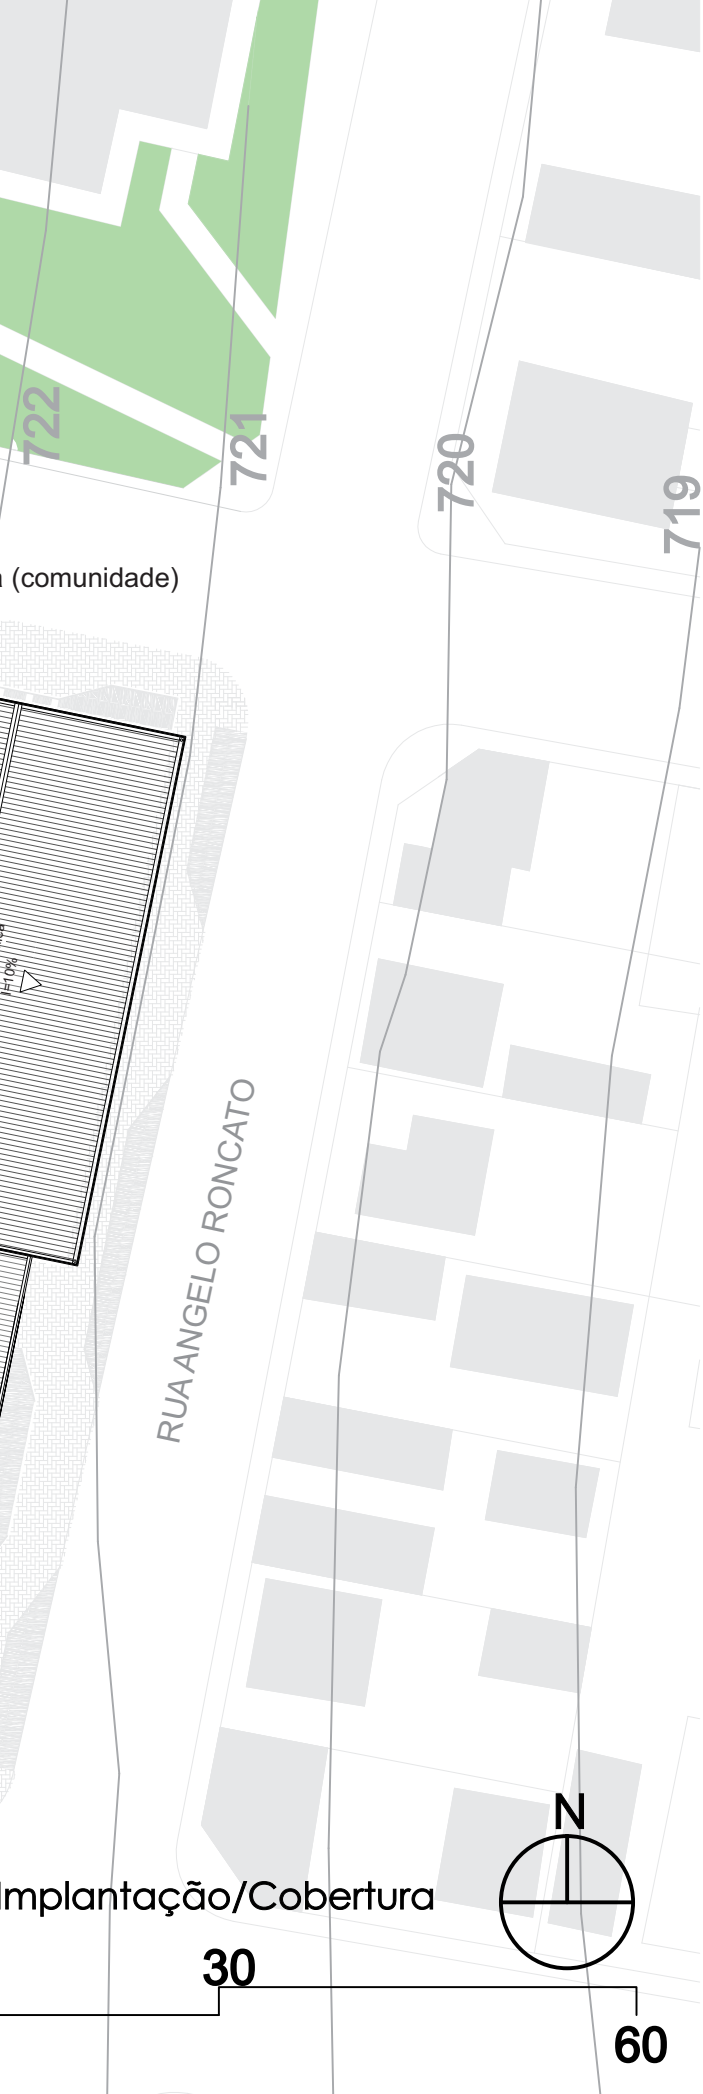 722
721
720
719
(comunidade)
I=10%
RUA ANGELO RONCATO
N
Implantação/Cobertura
30
60